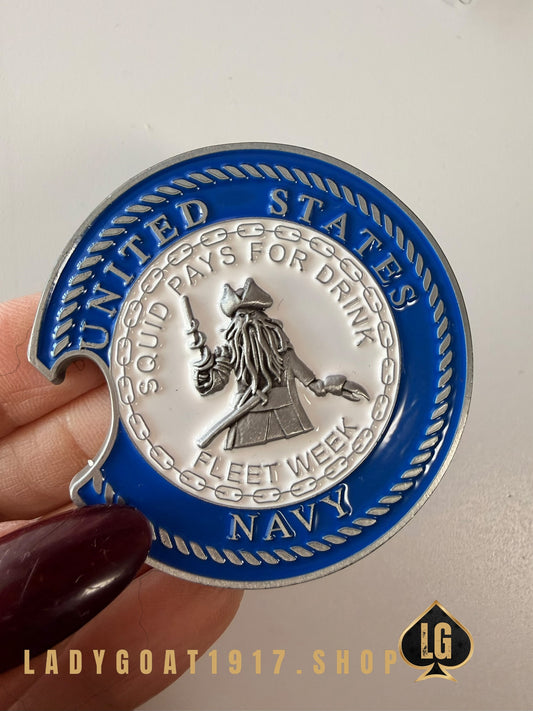 UNITED STATES
SQUID PAYS FOR DRINK
FLEET WEEK
NAVY
LG
LADYGOAT1917.SHOP